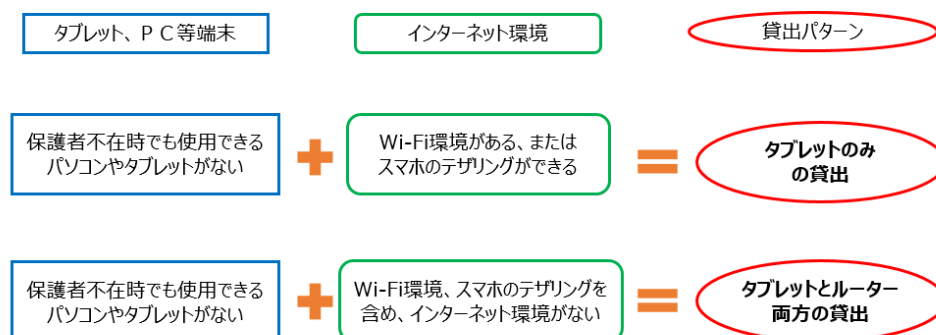 タブレット、ＰＣ等端末
インターネット環境
貸出パターン
保護者不在時でも使用できる
パソコンやタブレットがない
Wi-Fi環境がある、または
スマホのテザリングができる
タブレットのみ
の貸出
保護者不在時でも使用できる
パソコンやタブレットがない
Wi-Fi環境、スマホのテザリングを
含め、インターネット環境がない
タブレットとルーター
両方の貸出